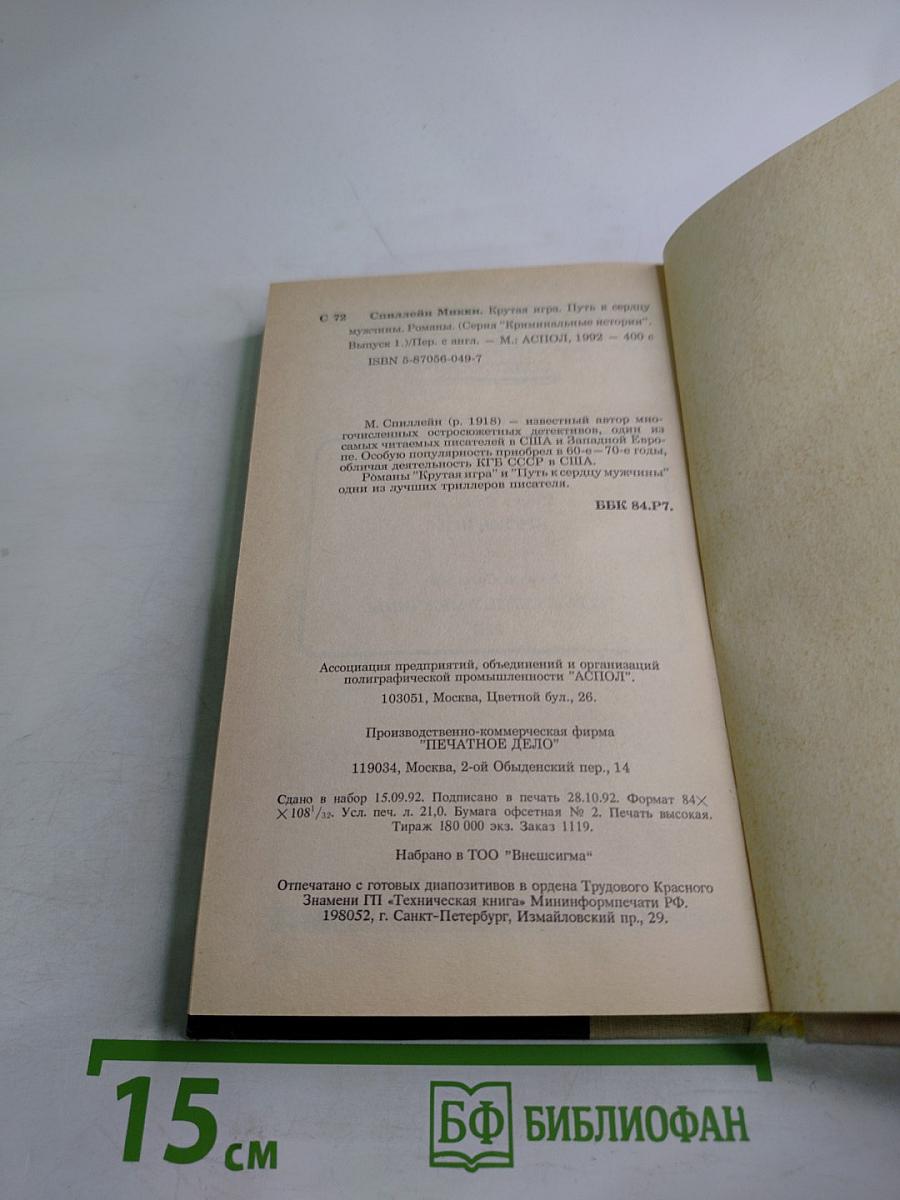 С 72 Спиллейн Микки. Крутая игра. Путь к сердцу
мужчины. Романы. (Серия "Криминальные истории".
Выпуск 1.)/Пер. с англ. — М.: АСПОЛ, 1992 — 400 с
ISBN 5-87056-049-7
М. Спиллейн (р. 1918) — известный автор мно-
гочисленных остросюжетных детективов, один из
самых читаемых писателей в США и Западной Евро-
пе. Особую популярность приобрел в 60-е—70-е годы,
обличая деятельность КГБ СССР в США.
Романы "Крутая игра" и "Путь к сердцу мужчины"
одни из лучших триллеров писателя.
ББК 84.Р7.
Ассоциация предприятий, объединений и организаций
полиграфической промышленности "АСПОЛ".
103051, Москва, Цветной бул., 26.
Производственно-коммерческая фирма
"ПЕЧАТНОЕ ДЕЛО"
119034, Москва, 2-ой Обыденский пер., 14
Сдано в набор 15.09.92. Подписано в печать 28.10.92. Формат 84×
×108¹/₃₂. Усл. печ. л. 21,0. Бумага офсетная № 2. Печать высокая.
Тираж 180 000 экз. Заказ 1119.
Набрано в ТОО "Внешсигма"
Отпечатано с готовых диапозитивов в ордена Трудового Красного
Знамени ГП «Техническая книга» Мининформпечати РФ.
198052, г. Санкт-Петербург, Измайловский пр., 29.
15 см
БФ БИБЛИОФАН